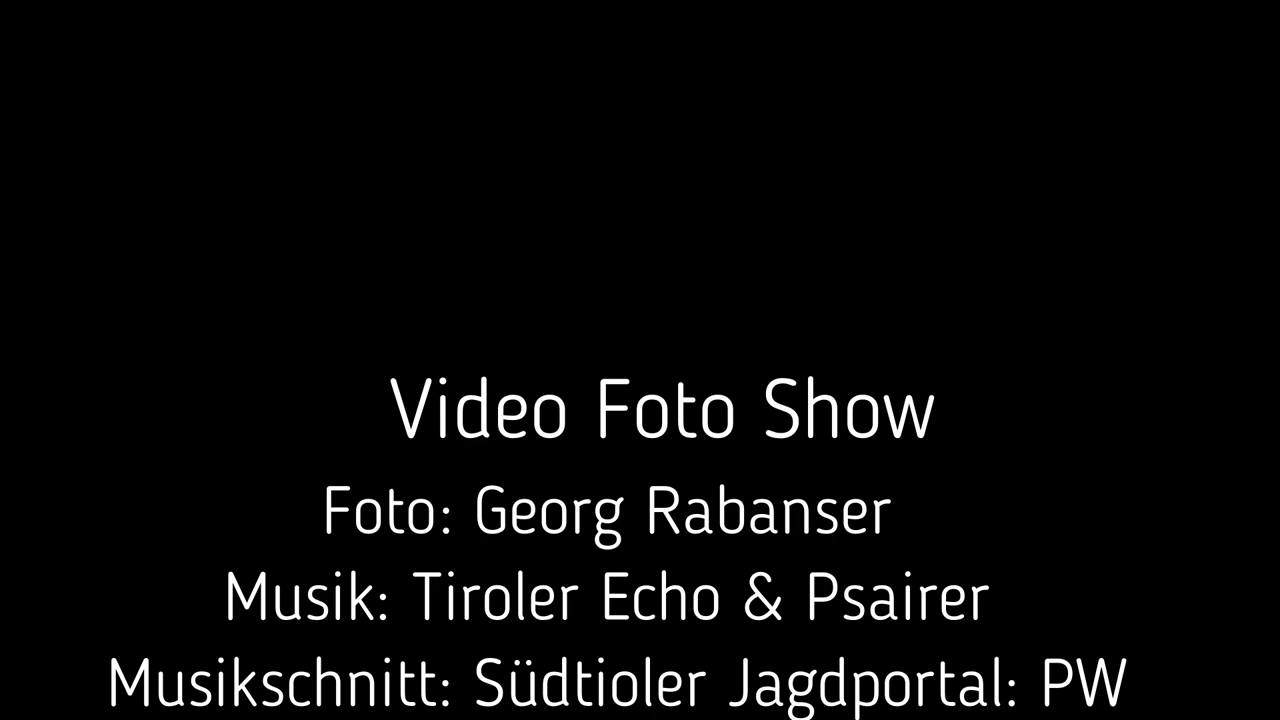 Video Foto Show
Foto: Georg Rabanser
Musik: Tiroler Echo & Psairer
Musikschnitt: Südtioler Jagdportal: PW